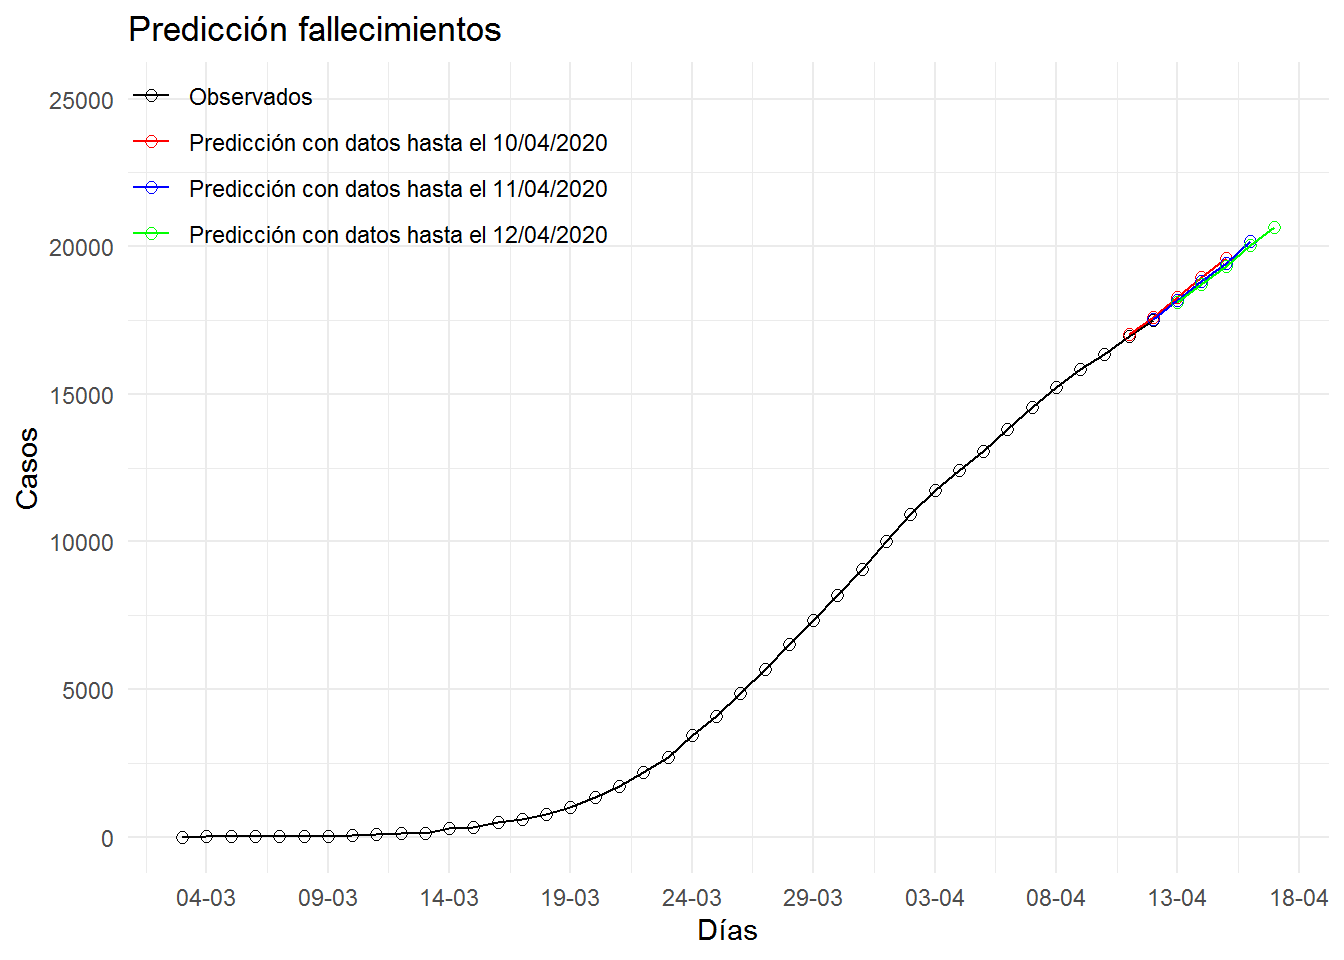 Predicción fallecimientos
Observados
Predicción con datos hasta el 10/04/2020
Predicción con datos hasta el 11/04/2020
Predicción con datos hasta el 12/04/2020
25000
20000
15000
10000
5000
0
Casos
04-03 09-03 14-03 19-03 24-03 29-03 03-04 08-04 13-04 18-04
Días